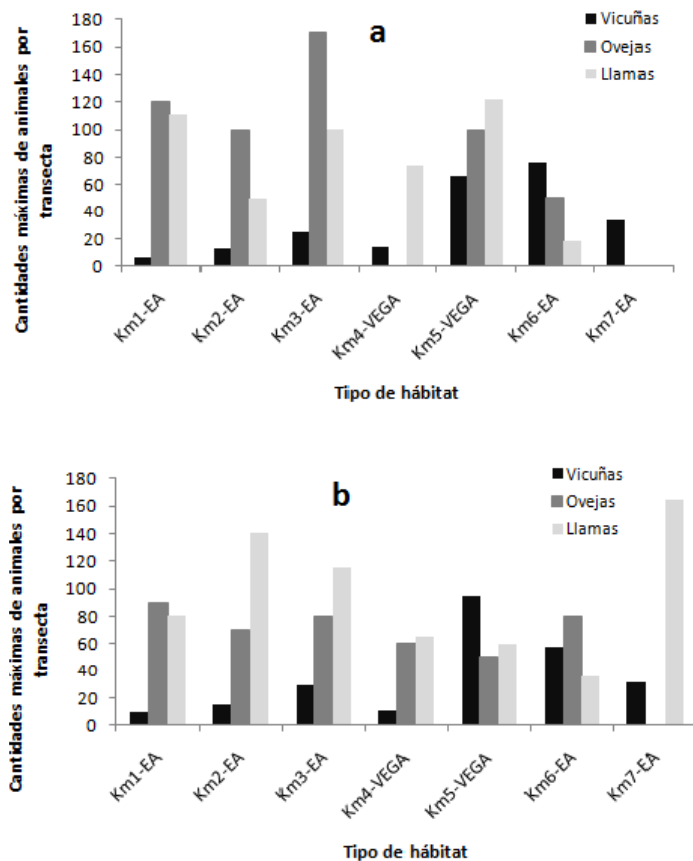 a
Vicuñas
Ovejas
Llamas
Cantidades máximas de animales por
transecta
180
160
140
120
100
80
60
40
20
0
Km1-EA
Km2-EA
Km3-EA
Km4-VEGA
Km5-VEGA
Km6-EA
Km7-EA
Tipo de hábitat
b
Vicuñas
Ovejas
Llamas
Cantidades máximas de animales por
transecta
180
160
140
120
100
80
60
40
20
0
Km1-EA
Km2-EA
Km3-EA
Km4-VEGA
Km5-VEGA
Km6-EA
Km7-EA
Tipo de hábitat